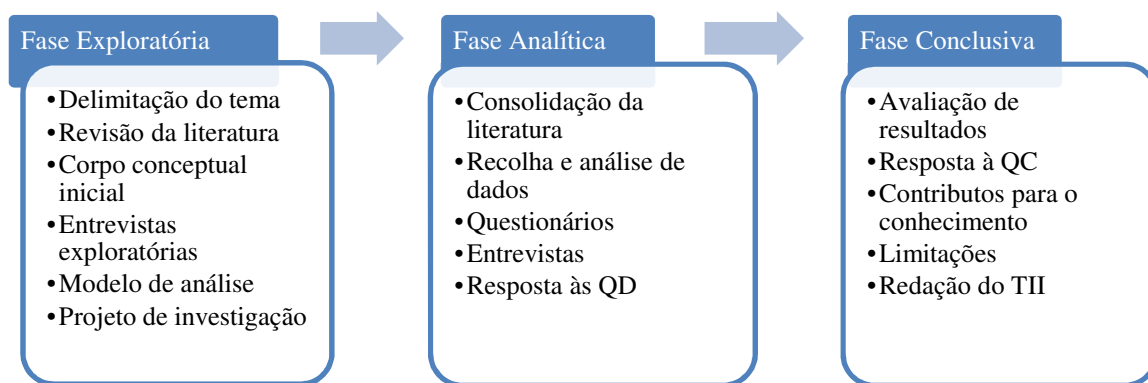 Fase Exploratória
•Delimitação do tema
•Revisão da literatura
•Corpo conceptual
inicial
•Entrevistas
exploratórias
•Modelo de análise
•Projeto de investigação
Fase Analítica
•Consolidação da
literatura
•Recolha e análise de
dados
•Questionários
•Entrevistas
•Resposta às QD
Fase Conclusiva
•Avaliação de
resultados
•Resposta à QC
•Contributos para o
conhecimento
•Limitações
•Redação do TII